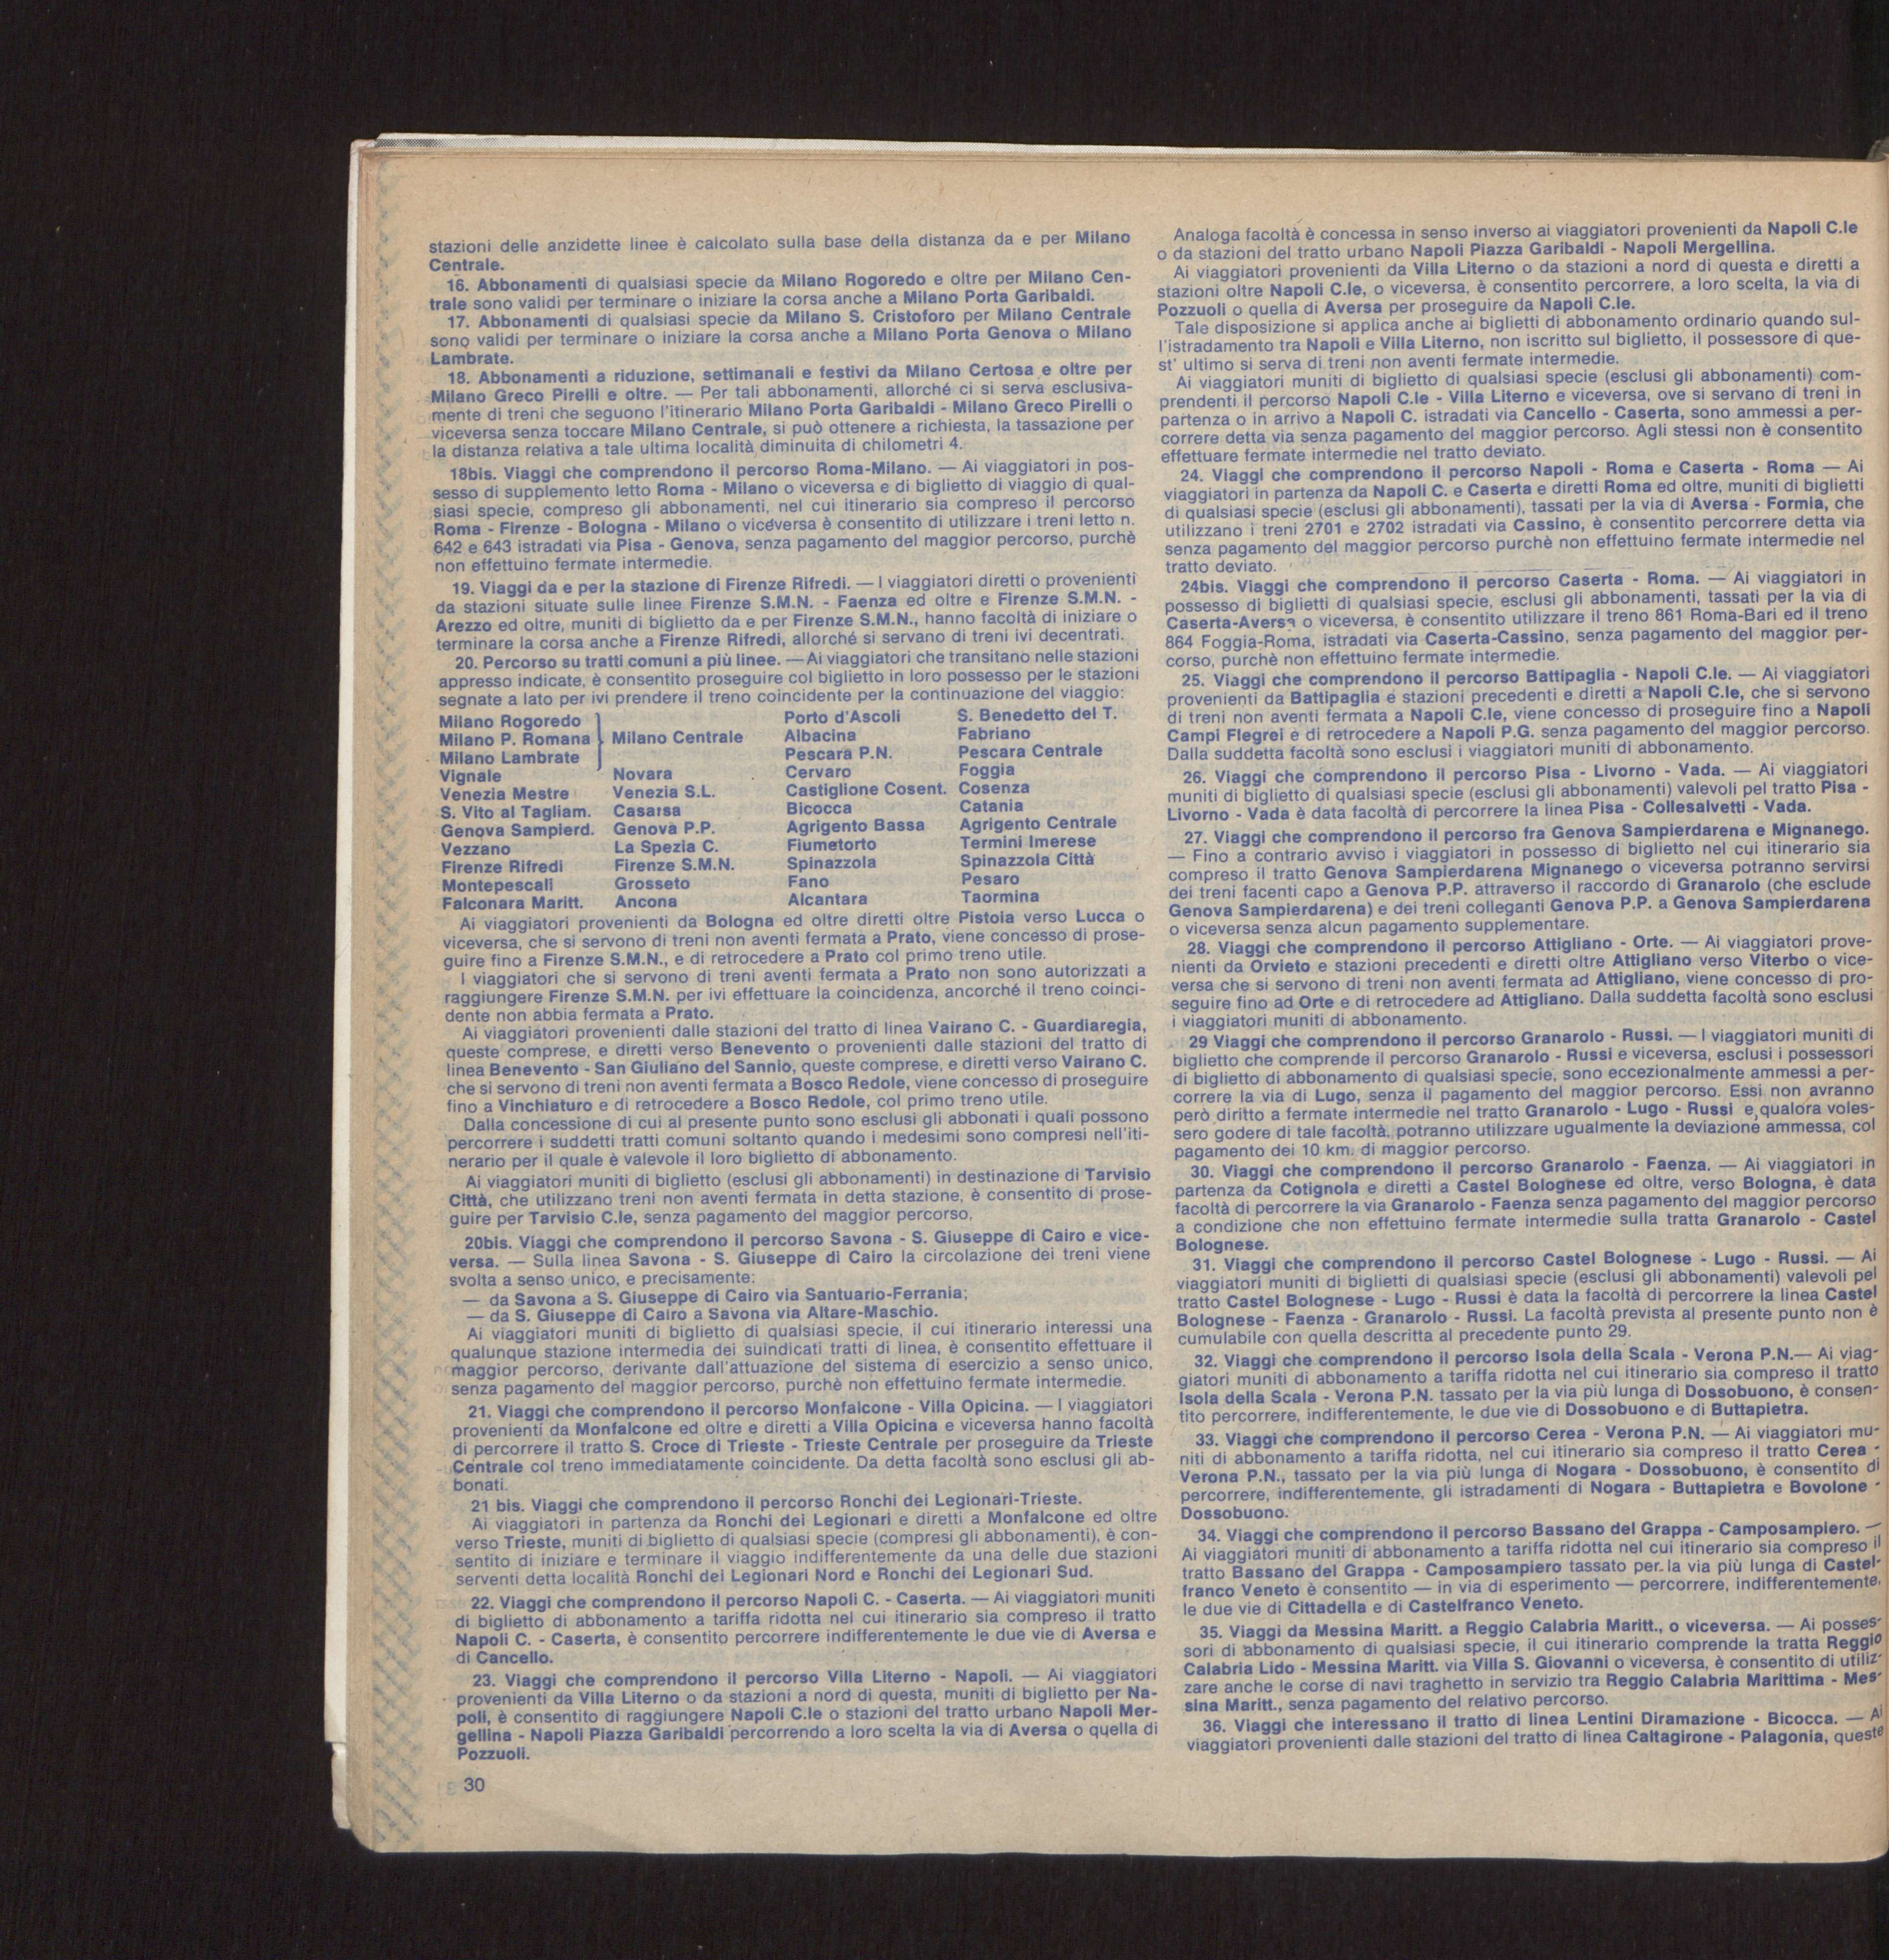 stazioni delle anzidette linee è calcolato sulla base della distanza da e per Milano
Centrale.
16. Abbonamenti di qualsiasi specie da Milano Rogoredo e oltre per Milano Cen-
trale sono validi per terminare o iniziare la corsa anche a Milano Porta Garibaldi.
17. Abbonamenti di qualsiasi specie da Milano S. Cristoforo per Milano Centrale
sono validi per terminare o iniziare la corsa anche a Milano Porta Genova o Milano
Lambrate.
18. Abbonamenti a riduzione, settimanali e festivi da Milano Certosa e oltre per
Milano Greco Pirelli e oltre. — Per tali abbonamenti, allorché ci si serva esclusiva-
mente di treni che seguono l'itinerario Milano Porta Garibaldi - Milano Greco Pirelli o
viceversa senza toccare Milano Centrale, si può ottenere a richiesta, la tassazione per
la distanza relativa a tale ultima località diminuita di chilometri 4.
18bis. Viaggi che comprendono il percorso Roma-Milano. — Ai viaggiatori in pos-
sesso di supplemento letto Roma - Milano o viceversa e di biglietto di viaggio di qual-
siasi specie, compreso gli abbonamenti, nel cui itinerario sia compreso il percorso
Roma - Firenze - Bologna - Milano o viceversa è consentito di utilizzare i treni letto n.
642 e 643 istradati via Pisa - Genova, senza pagamento del maggior percorso, purchè
non effettuino fermate intermedie.
19. Viaggi da e per la stazione di Firenze Rifredi. — I viaggiatori diretti o provenienti
da stazioni situate sulle linee Firenze S.M.N. - Faenza ed oltre e Firenze S.M.N. -
Arezzo ed oltre, muniti di biglietto da e per Firenze S.M.N., hanno facoltà di iniziare o
terminare la corsa anche a Firenze Rifredi, allorché si servano di treni ivi decentrati.
20. Percorso su tratti comuni a più linee. — Ai viaggiatori che transitano nelle stazioni
appresso indicate, è consentito proseguire col biglietto in loro possesso per le stazioni
segnate a lato per ivi prendere il treno coincidente per la continuazione del viaggio:
Milano Rogoredo Porto d'Ascoli S. Benedetto del T.
Milano P. Romana Milano Centrale Albacina Fabriano
Milano Lambrate Pescara P.N. Pescara Centrale
Vignale Novara Cervaro Foggia
Venezia Mestre Venezia S.L. Castiglione Cosent. Cosenza
S. Vito al Tagliam. Casarsa Bicocca Catania
Genova Sampierd. Genova P.P. Agrigento Bassa Agrigento Centrale
Vezzano La Spezia C. Fiumetorto Termini Imerese
Firenze Rifredi Firenze S.M.N. Spinazzola Spinazzola Città
Montepescali Grosseto Fano Pesaro
Falconara Maritt. Ancona Alcantara Taormina
Ai viaggiatori provenienti da Bologna ed oltre diretti oltre Pistoia verso Lucca o
viceversa, che si servono di treni non aventi fermata a Prato, viene concesso di prose-
guire fino a Firenze S.M.N., e di retrocedere a Prato col primo treno utile.
I viaggiatori che si servono di treni aventi fermata a Prato non sono autorizzati a
raggiungere Firenze S.M.N. per ivi effettuare la coincidenza, ancorché il treno coinci-
dente non abbia fermata a Prato.
Ai viaggiatori provenienti dalle stazioni del tratto di linea Vairano C. - Guardiaregia,
queste comprese, e diretti verso Benevento o provenienti dalle stazioni del tratto di
linea Benevento - San Giuliano del Sannio, queste comprese, e diretti verso Vairano C.
che si servono di treni non aventi fermata a Bosco Redole, viene concesso di proseguire
fino a Vinchiaturo e di retrocedere a Bosco Redole, col primo treno utile.
Dalla concessione di cui al presente punto sono esclusi gli abbonati i quali possono
percorrere i suddetti tratti comuni soltanto quando i medesimi sono compresi nell'iti-
nerario per il quale è valevole il loro biglietto di abbonamento.
Ai viaggiatori muniti di biglietto (esclusi gli abbonamenti) in destinazione di Tarvisio
Città, che utilizzano treni non aventi fermata in detta stazione, è consentito di prose-
guire per Tarvisio C.le, senza pagamento del maggior percorso.
20bis. Viaggi che comprendono il percorso Savona - S. Giuseppe di Cairo e vice-
versa. — Sulla linea Savona - S. Giuseppe di Cairo la circolazione dei treni viene
svolta a senso unico, e precisamente:
— da Savona a S. Giuseppe di Cairo via Santuario-Ferrania;
— da S. Giuseppe di Cairo a Savona via Altare-Maschio.
Ai viaggiatori muniti di biglietto di qualsiasi specie, il cui itinerario interessi una
qualunque stazione intermedia dei suindicati tratti di linea, è consentito effettuare il
maggior percorso, derivante dall'attuazione del sistema di esercizio a senso unico,
senza pagamento del maggior percorso, purchè non effettuino fermate intermedie.
21. Viaggi che comprendono il percorso Monfalcone - Villa Opicina. — I viaggiatori
provenienti da Monfalcone ed oltre e diretti a Villa Opicina e viceversa hanno facoltà
di percorrere il tratto S. Croce di Trieste - Trieste Centrale per proseguire da Trieste
Centrale col treno immediatamente coincidente. Da detta facoltà sono esclusi gli ab-
bonati.
21 bis. Viaggi che comprendono il percorso Ronchi dei Legionari-Trieste.
Ai viaggiatori in partenza da Ronchi dei Legionari e diretti a Monfalcone ed oltre
verso Trieste, muniti di biglietto di qualsiasi specie (compresi gli abbonamenti), è con-
sentito di iniziare e terminare il viaggio indifferentemente da una delle due stazioni
serventi detta località Ronchi dei Legionari Nord e Ronchi dei Legionari Sud.
22. Viaggi che comprendono il percorso Napoli C. - Caserta. — Ai viaggiatori muniti
di biglietto di abbonamento a tariffa ridotta nel cui itinerario sia compreso il tratto
Napoli C. - Caserta, è consentito percorrere indifferentemente le due vie di Aversa e
di Cancello.
23. Viaggi che comprendono il percorso Villa Literno - Napoli. — Ai viaggiatori
provenienti da Villa Literno o da stazioni a nord di questa, muniti di biglietto per Na-
poli, è consentito di raggiungere Napoli C.le o stazioni del tratto urbano Napoli Mer-
gellina - Napoli Piazza Garibaldi percorrendo a loro scelta la via di Aversa o quella di
Pozzuoli.
30
Analoga facoltà è concessa in senso inverso ai viaggiatori provenienti da Napoli C.le
o da stazioni del tratto urbano Napoli Piazza Garibaldi - Napoli Mergellina.
Ai viaggiatori provenienti da Villa Literno o da stazioni a nord di questa e diretti a
stazioni oltre Napoli C.le, o viceversa, è consentito percorrere, a loro scelta, la via di
Pozzuoli o quella di Aversa per proseguire da Napoli C.le.
Tale disposizione si applica anche ai biglietti di abbonamento ordinario quando sul-
l'istradamento tra Napoli e Villa Literno, non iscritto sul biglietto, il possessore di que-
st' ultimo si serva di treni non aventi fermate intermedie.
Ai viaggiatori muniti di biglietto di qualsiasi specie (esclusi gli abbonamenti) com-
prendenti il percorso Napoli C.le - Villa Literno e viceversa, ove si servano di treni in
partenza o in arrivo a Napoli C. istradati via Cancello - Caserta, sono ammessi a per-
correre detta via senza pagamento del maggior percorso. Agli stessi non è consentito
effettuare fermate intermedie nel tratto deviato.
24. Viaggi che comprendono il percorso Napoli - Roma e Caserta - Roma — Ai
viaggiatori in partenza da Napoli C. e Caserta e diretti Roma ed oltre, muniti di biglietti
di qualsiasi specie (esclusi gli abbonamenti), tassati per la via di Aversa - Formia, che
utilizzano i treni 2701 e 2702 istradati via Cassino, è consentito percorrere detta via
senza pagamento del maggior percorso purchè non effettuino fermate intermedie nel
tratto deviato.
24bis. Viaggi che comprendono il percorso Caserta - Roma. — Ai viaggiatori in
possesso di biglietti di qualsiasi specie, esclusi gli abbonamenti, tassati per la via di
Caserta-Aversa o viceversa, è consentito utilizzare il treno 861 Roma-Bari ed il treno
864 Foggia-Roma, istradati via Caserta-Cassino, senza pagamento del maggior per-
corso, purchè non effettuino fermate intermedie.
25. Viaggi che comprendono il percorso Battipaglia - Napoli C.le. — Ai viaggiatori
provenienti da Battipaglia e stazioni precedenti e diretti a Napoli C.le, che si servono
di treni non aventi fermata a Napoli C.le, viene concesso di proseguire fino a Napoli
Campi Flegrei e di retrocedere a Napoli P.G. senza pagamento del maggior percorso.
Dalla suddetta facoltà sono esclusi i viaggiatori muniti di abbonamento.
26. Viaggi che comprendono il percorso Pisa - Livorno - Vada. — Ai viaggiatori
muniti di biglietto di qualsiasi specie (esclusi gli abbonamenti) valevoli pel tratto Pisa -
Livorno - Vada è data facoltà di percorrere la linea Pisa - Collesalvetti - Vada.
27. Viaggi che comprendono il percorso fra Genova Sampierdarena e Mignanego.
— Fino a contrario avviso i viaggiatori in possesso di biglietto nel cui itinerario sia
compreso il tratto Genova Sampierdarena Mignanego o viceversa potranno servirsi
dei treni facenti capo a Genova P.P. attraverso il raccordo di Granarolo (che esclude
Genova Sampierdarena) e dei treni colleganti Genova P.P. a Genova Sampierdarena
o viceversa senza alcun pagamento supplementare.
28. Viaggi che comprendono il percorso Attigliano - Orte. — Ai viaggiatori prove-
nienti da Orvieto e stazioni precedenti e diretti oltre Attigliano verso Viterbo o vice-
versa che si servono di treni non aventi fermata ad Attigliano, viene concesso di pro-
seguire fino ad Orte e di retrocedere ad Attigliano. Dalla suddetta facoltà sono esclusi
i viaggiatori muniti di abbonamento.
29 Viaggi che comprendono il percorso Granarolo - Russi. — I viaggiatori muniti di
biglietto che comprende il percorso Granarolo - Russi e viceversa, esclusi i possessori
di biglietto di abbonamento di qualsiasi specie, sono eccezionalmente ammessi a per-
correre la via di Lugo, senza il pagamento del maggior percorso. Essi non avranno
però diritto a fermate intermedie nel tratto Granarolo - Lugo - Russi e, qualora voles-
sero godere di tale facoltà, potranno utilizzare ugualmente la deviazione ammessa, col
pagamento dei 10 km. di maggior percorso.
30. Viaggi che comprendono il percorso Granarolo - Faenza. — Ai viaggiatori in
partenza da Cotignola e diretti a Castel Bolognese ed oltre, verso Bologna, è data
facoltà di percorrere la via Granarolo - Faenza senza pagamento del maggior percorso
a condizione che non effettuino fermate intermedie sulla tratta Granarolo - Castel
Bolognese.
31. Viaggi che comprendono il percorso Castel Bolognese - Lugo - Russi. — Ai
viaggiatori muniti di biglietti di qualsiasi specie (esclusi gli abbonamenti) valevoli pel
tratto Castel Bolognese - Lugo - Russi è data la facoltà di percorrere la linea Castel
Bolognese - Faenza - Granarolo - Russi. La facoltà prevista al presente punto non è
cumulabile con quella descritta al precedente punto 29.
32. Viaggi che comprendono il percorso Isola della Scala - Verona P.N.— Ai viag-
giatori muniti di abbonamento a tariffa ridotta nel cui itinerario sia compreso il tratto
Isola della Scala - Verona P.N. tassato per la via più lunga di Dossobuono, è consen-
tito percorrere, indifferentemente, le due vie di Dossobuono e di Buttapietra.
33. Viaggi che comprendono il percorso Cerea - Verona P.N. — Ai viaggiatori mu-
niti di abbonamento a tariffa ridotta, nel cui itinerario sia compreso il tratto Cerea -
Verona P.N., tassato per la via più lunga di Nogara - Dossobuono, è consentito di
percorrere, indifferentemente, gli istradamenti di Nogara - Buttapietra e Bovolone -
Dossobuono.
34. Viaggi che comprendono il percorso Bassano del Grappa - Camposampiero. —
Ai viaggiatori muniti di abbonamento a tariffa ridotta nel cui itinerario sia compreso il
tratto Bassano del Grappa - Camposampiero tassato per la via più lunga di Castel-
franco Veneto è consentito — in via di esperimento — percorrere, indifferentemente,
le due vie di Cittadella e di Castelfranco Veneto.
35. Viaggi da Messina Maritt. a Reggio Calabria Maritt., o viceversa. — Ai posses-
sori di abbonamento di qualsiasi specie, il cui itinerario comprende la tratta Reggio
Calabria Lido - Messina Maritt. via Villa S. Giovanni o viceversa, è consentito di utiliz-
zare anche le corse di navi traghetto in servizio tra Reggio Calabria Marittima - Mes-
sina Maritt., senza pagamento del relativo percorso.
36. Viaggi che interessano il tratto di linea Lentini Diramazione - Bicocca. — Ai
viaggiatori provenienti dalle stazioni del tratto di linea Caltagirone - Palagonia, queste